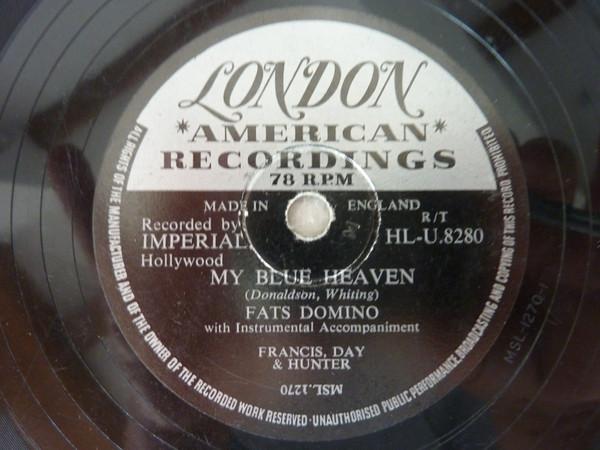 LONDON
*AMERICAN*
RECORDINGS
78 RPM
MADE IN ENGLAND
Recorded by R/T
IMPERIAL HL-U.8280
Hollywood
MY BLUE HEAVEN
(Donaldson, Whiting)
FATS DOMINO
with Instrumental Accompaniment
FRANCIS, DAY
& HUNTER
MSL.1270
ALL RIGHTS OF THE MANUFACTURER AND OF THE OWNER OF THE RECORDED WORK RESERVED · UNAUTHORISED PUBLIC PERFORMANCE, BROADCASTING AND COPYING OF THIS RECORD PROHIBITED
MSL-1270-1